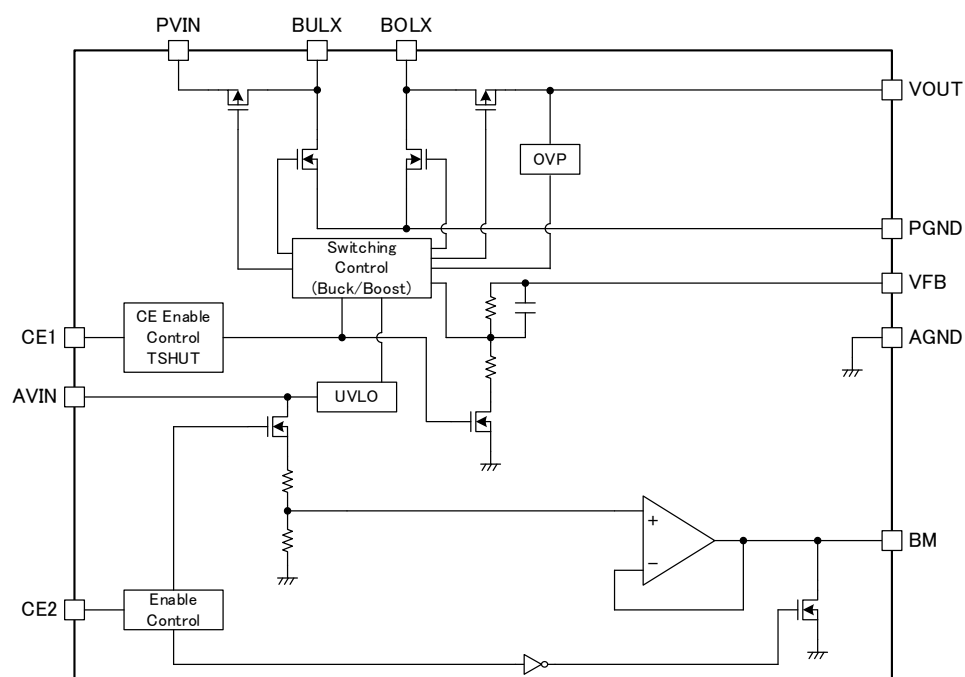 PVIN BULX BOLX
VOUT
OVP
PGND
Switching
Control
(Buck/Boost)
VFB
CE1
CE Enable
Control
TSHUT
AGND
AVIN
UVLO
+
−
BM
CE2
Enable
Control